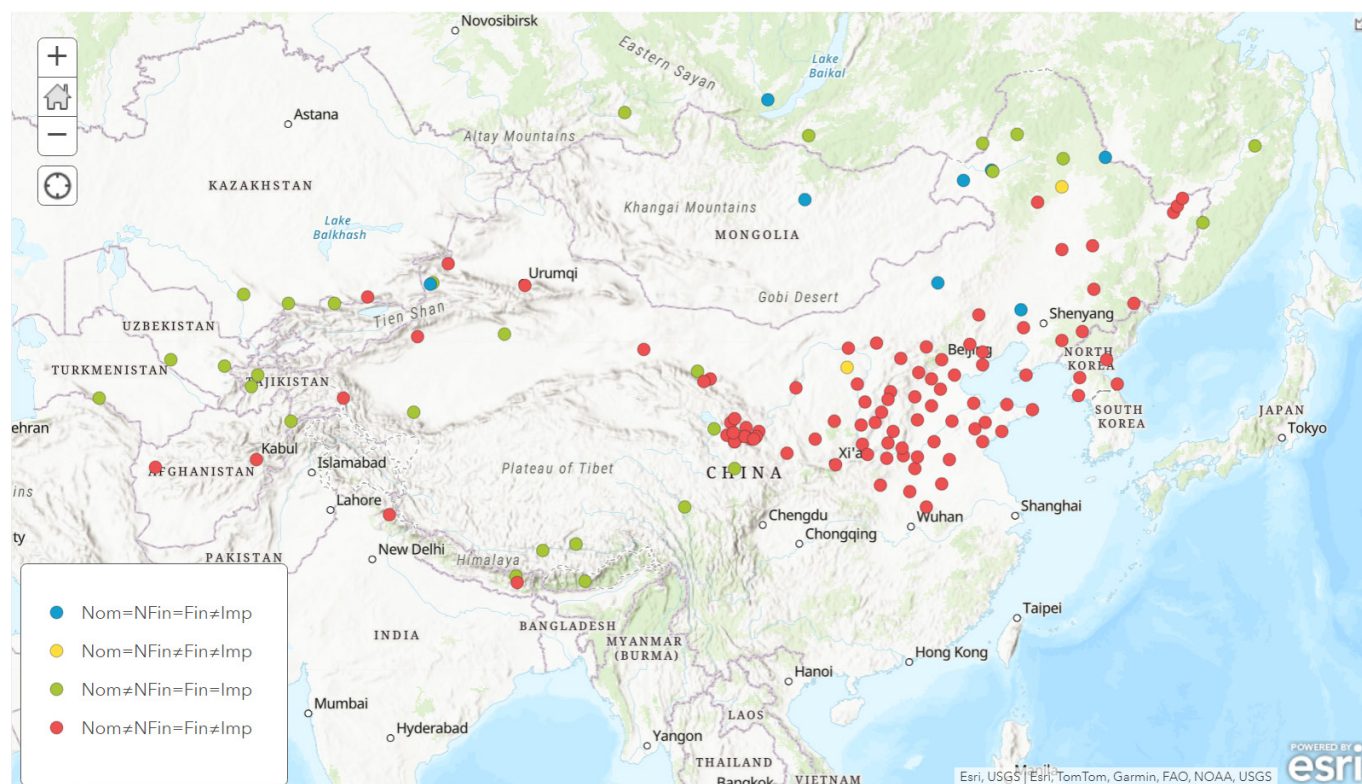 Novosibirsk
Eastern Sayan
Lake
Baikal
+
−
Astana
Altay Mountains
KAZAKHSTAN
Khangai Mountains
Lake
Balkhash
MONGOLIA
Urumqi
Gobi Desert
Tien Shan
Shenyang
UZBEKISTAN
Beijing
NORTH
KOREA
TURKMENISTAN
TAJIKISTAN
SOUTH
KOREA
JAPAN
Tokyo
ehran
Kabul
Xi'a
AFGHANISTAN
Islamabad
Plateau of Tibet
CHINA
ins
Lahore
Chengdu
Wuhan
Shanghai
Chongqing
ty
New Delhi
PAKISTAN
Himalaya
Nom=NFin=Fin≠Imp
Taipei
BANGLADESH
INDIA
MYANMAR
(BURMA)
Nom=NFin≠Fin≠Imp
Hong Kong
Hanoi
Nom≠NFin=Fin=Imp
Mumbai
LAOS
Nom≠NFin=Fin≠Imp
Hyderabad
Yangon
POWERED BY
esri
THAILAND
Manila
Bangkok
VIETNAM
Esri, USGS | Esri, TomTom, Garmin, FAO, NOAA, USGS